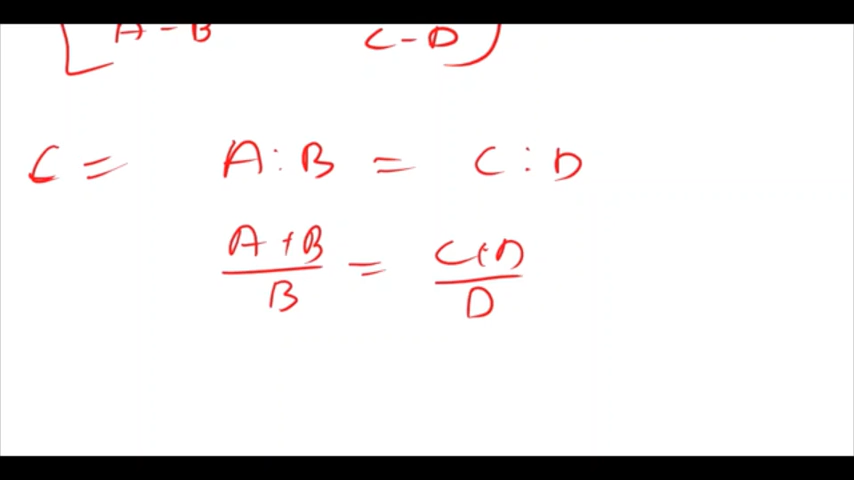 A - B C - D
C = A : B = C : D
A + B / B = C + D / D